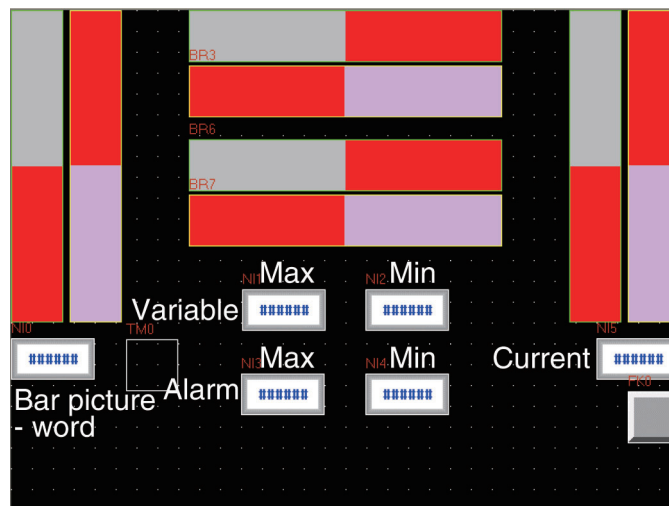 BR3
BR6
BR7
NI1 Max NI2 Min
Variable ###### ######
NI0 TM0 NI5
###### NI3 Max NI4 Min Current ######
Alarm ###### ###### FK0
Bar picture
- word